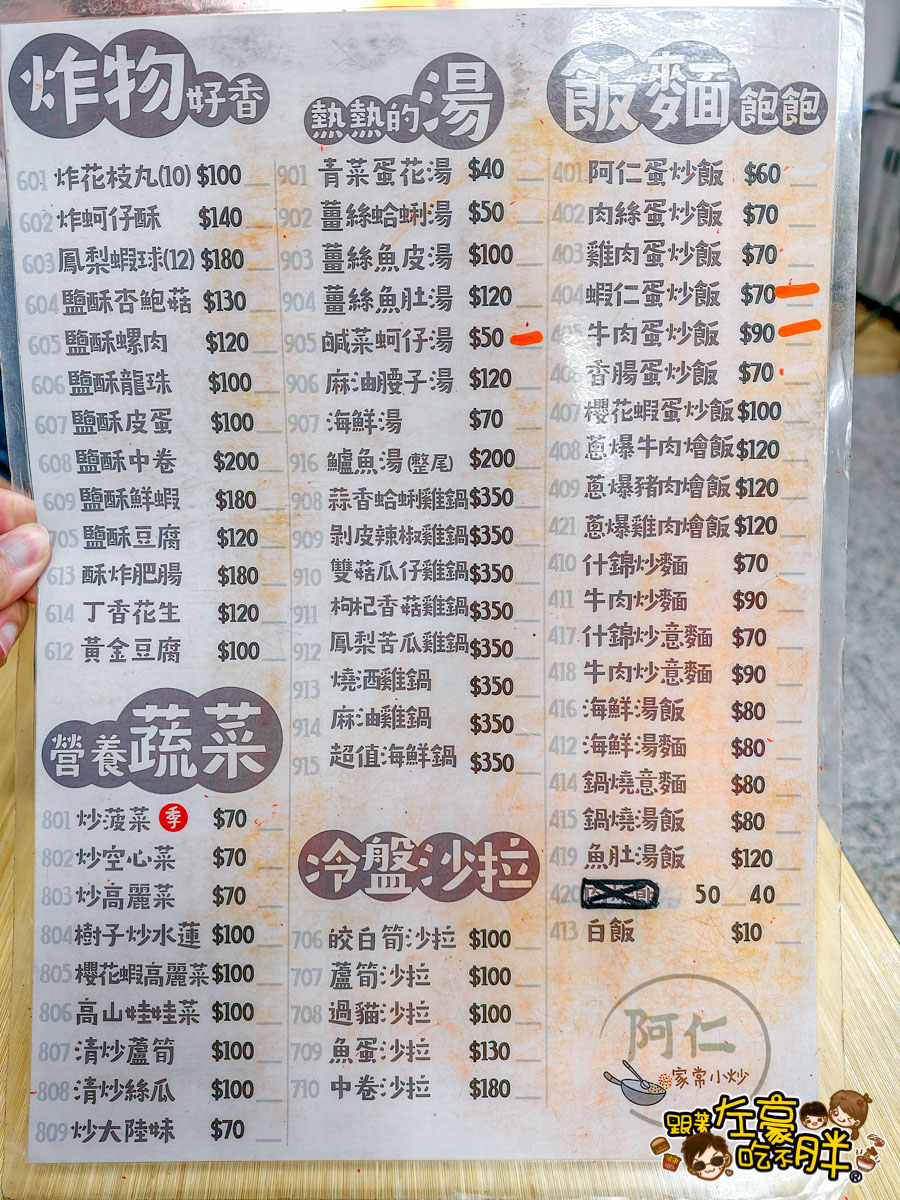 炸物好香
601 炸花枝丸(10) $100
602 炸蚵仔酥 $140
603 鳳梨蝦球(12) $180
604 鹽酥杏鮑菇 $130
605 鹽酥螺肉 $120
606 鹽酥龍珠 $100
607 鹽酥皮蛋 $100
608 鹽酥中卷 $200
609 鹽酥鮮蝦 $180
705 鹽酥豆腐 $120
613 酥炸肥腸 $180
614 丁香花生 $120
612 黃金豆腐 $100
營養蔬菜
801 炒菠菜 季 $70
802 炒空心菜 $70
803 炒高麗菜 $70
804 樹子炒水蓮 $100
805 櫻花蝦高麗菜 $100
806 高山娃娃菜 $100
807 清炒蘆筍 $100
808 清炒絲瓜 $100
809 炒大陸妹 $70
熱熱的湯
901 青菜蛋花湯 $40
902 薑絲蛤蜊湯 $50
903 薑絲魚皮湯 $100
904 薑絲魚肚湯 $120
905 鹹菜蚵仔湯 $50
906 麻油腰子湯 $120
907 海鮮湯 $70
916 鱸魚湯(整尾) $200
908 蒜香蛤蜊雞鍋 $350
909 剝皮辣椒雞鍋 $350
910 雙菇瓜仔雞鍋 $350
911 枸杞香菇雞鍋 $350
912 鳳梨苦瓜雞鍋 $350
913 燒酒雞鍋 $350
914 麻油雞鍋 $350
915 超值海鮮鍋 $350
冷盤沙拉
706 皎白筍沙拉 $100
707 蘆筍沙拉 $100
708 過貓沙拉 $100
709 魚蛋沙拉 $130
710 中卷沙拉 $180
飯麵飽飽
401 阿仁蛋炒飯 $60
402 肉絲蛋炒飯 $70
403 雞肉蛋炒飯 $70
404 蝦仁蛋炒飯 $70
405 牛肉蛋炒飯 $90
406 香腸蛋炒飯 $70
407 櫻花蝦蛋炒飯 $100
408 蔥爆牛肉燴飯 $120
409 蔥爆豬肉燴飯 $120
421 蔥爆雞肉燴飯 $120
410 什錦炒麵 $70
411 牛肉炒麵 $90
417 什錦炒意麵 $70
418 牛肉炒意麵 $90
416 海鮮湯飯 $80
412 海鮮湯麵 $80
414 鍋燒意麵 $80
415 鍋燒湯飯 $80
419 魚肚湯飯 $120
420 50 40
413 白飯 $10
阿仁
家常小炒
跟著左豪吃不胖®